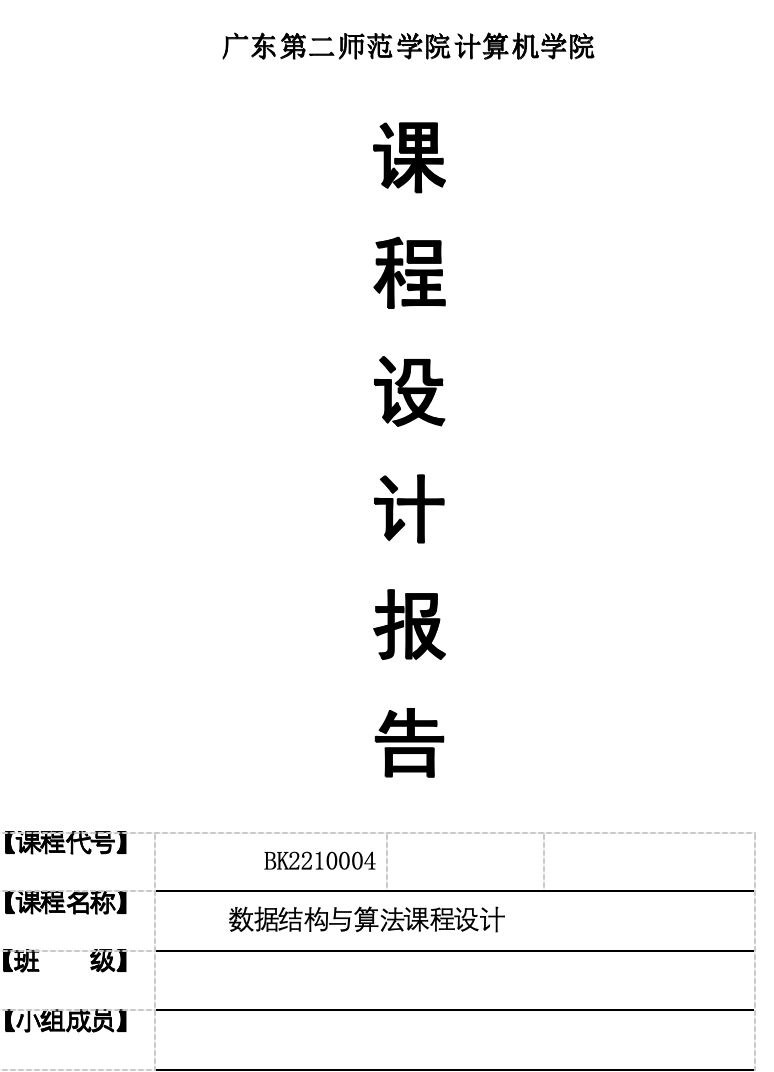 广东第二师范学院计算机学院
课
程
设
计
报
告
【课程代号】 BK2210004
【课程名称】 数据结构与算法课程设计
【班 级】
【小组成员】